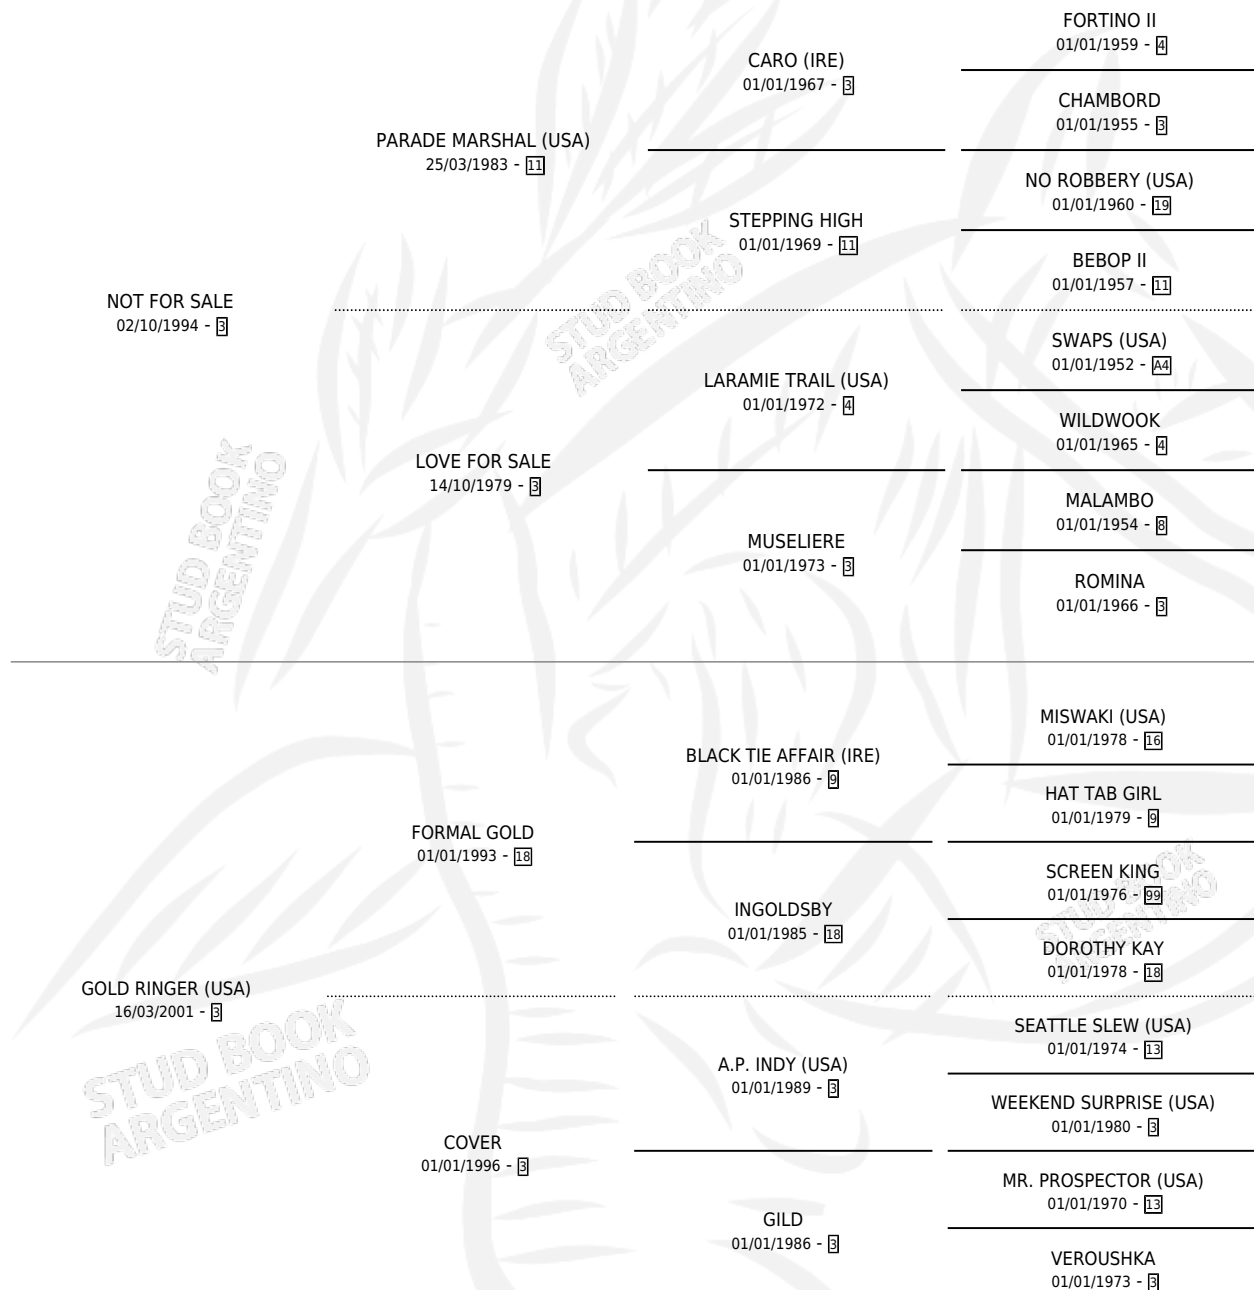 NOT FOR SALE
02/10/1994 - 3
PARADE MARSHAL (USA)
25/03/1983 - 11
LOVE FOR SALE
14/10/1979 - 3
CARO (IRE)
01/01/1967 - 3
STEPPING HIGH
01/01/1969 - 11
LARAMIE TRAIL (USA)
01/01/1972 - 4
MUSELIERE
01/01/1973 - 3
FORTINO II
01/01/1959 - 4
CHAMBORD
01/01/1955 - 3
NO ROBBERY (USA)
01/01/1960 - 19
BEBOP II
01/01/1957 - 11
SWAPS (USA)
01/01/1952 - A4
WILDWOOK
01/01/1965 - 4
MALAMBO
01/01/1954 - 8
ROMINA
01/01/1966 - 3
STUD BOOK
ARGENTINO
STUD BOOK
ARGENTINO
GOLD RINGER (USA)
16/03/2001 - 3
FORMAL GOLD
01/01/1993 - 18
COVER
01/01/1996 - 3
BLACK TIE AFFAIR (IRE)
01/01/1986 - 9
INGOLDSBY
01/01/1985 - 18
A.P. INDY (USA)
01/01/1989 - 3
GILD
01/01/1986 - 3
MISWAKI (USA)
01/01/1978 - 16
HAT TAB GIRL
01/01/1979 - 9
SCREEN KING
01/01/1976 - 99
DOROTHY KAY
01/01/1978 - 18
SEATTLE SLEW (USA)
01/01/1974 - 13
WEEKEND SURPRISE (USA)
01/01/1980 - 3
MR. PROSPECTOR (USA)
01/01/1970 - 13
VEROUSHKA
01/01/1973 - 3
STUD BOOK
ARGENTINO
STUD BOOK
ARGENTINO